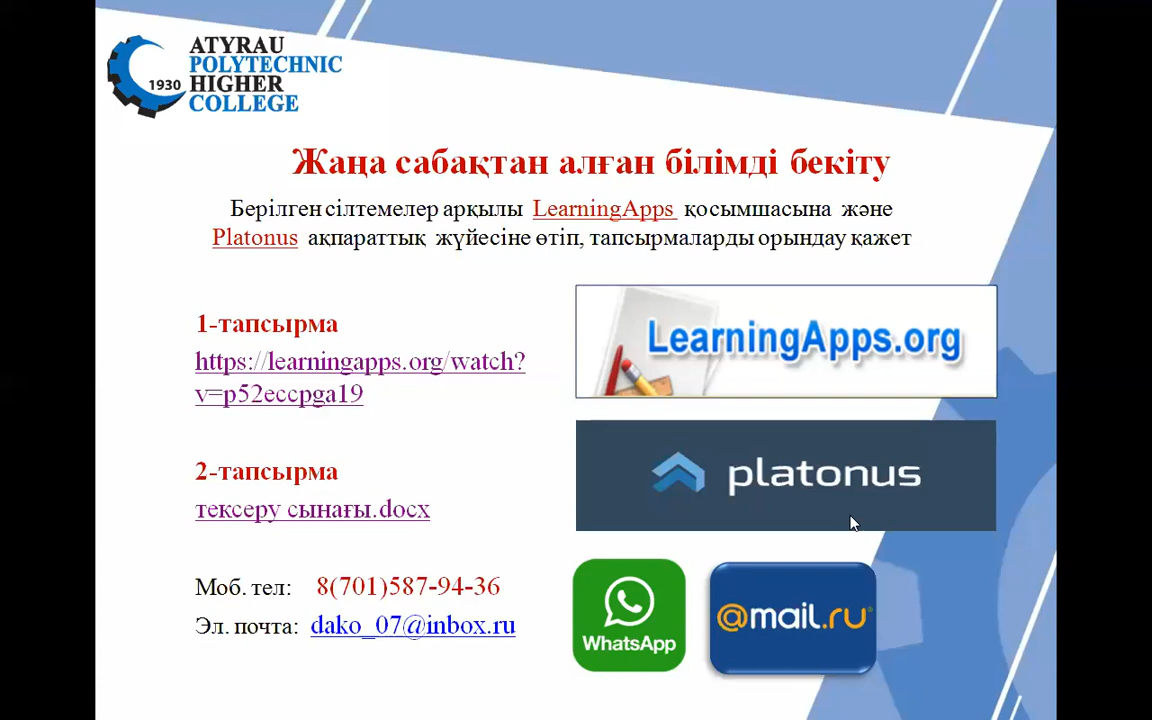 ATYRAU
POLYTECHNIC
1930 HIGHER
COLLEGE
Жаңа сабақтан алған білімді бекіту
Берілген сілтемелер арқылы LearningApps қосымшасына және
Platonus ақпараттық жүйесіне өтіп, тапсырмаларды орындау қажет
1-тапсырма
https://learningapps.org/watch?
v=p52eccpga19
LearningApps.org
2-тапсырма
тексеру сынағы.docx
platonus
Моб. тел: 8(701)587-94-36
Эл. почта: dako_07@inbox.ru
WhatsApp
@mail.ru®